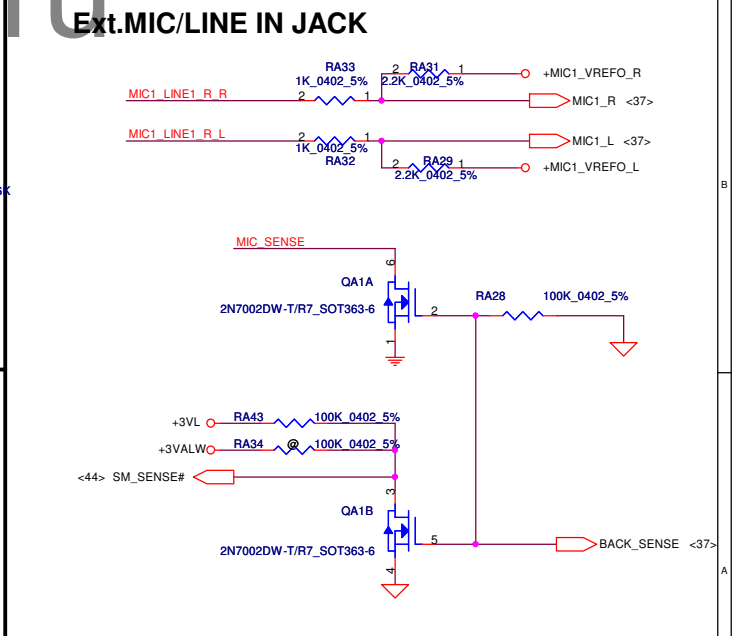 Ext.MIC/LINE IN JACK
RA33
1K_0402_5%
RA31
2.2K_0402_5%
2 1
+MIC1_VREFO_R
MIC1_LINE1_R_R
2 1
MIC1_R <37>
MIC1_LINE1_R_L
2 1
1K_0402_5%
RA32
MIC1_L <37>
2 RA29 1
2.2K_0402_5%
+MIC1_VREFO_L
B
MIC_SENSE
6
QA1A
2N7002DW-T/R7_SOT363-6
2
1
RA28
100K_0402_5%
+3VL
RA43
100K_0402_5%
+3VALW
RA34
@
100K_0402_5%
<44> SM_SENSE#
3
QA1B
2N7002DW-T/R7_SOT363-6
5
4
BACK_SENSE <37>
A